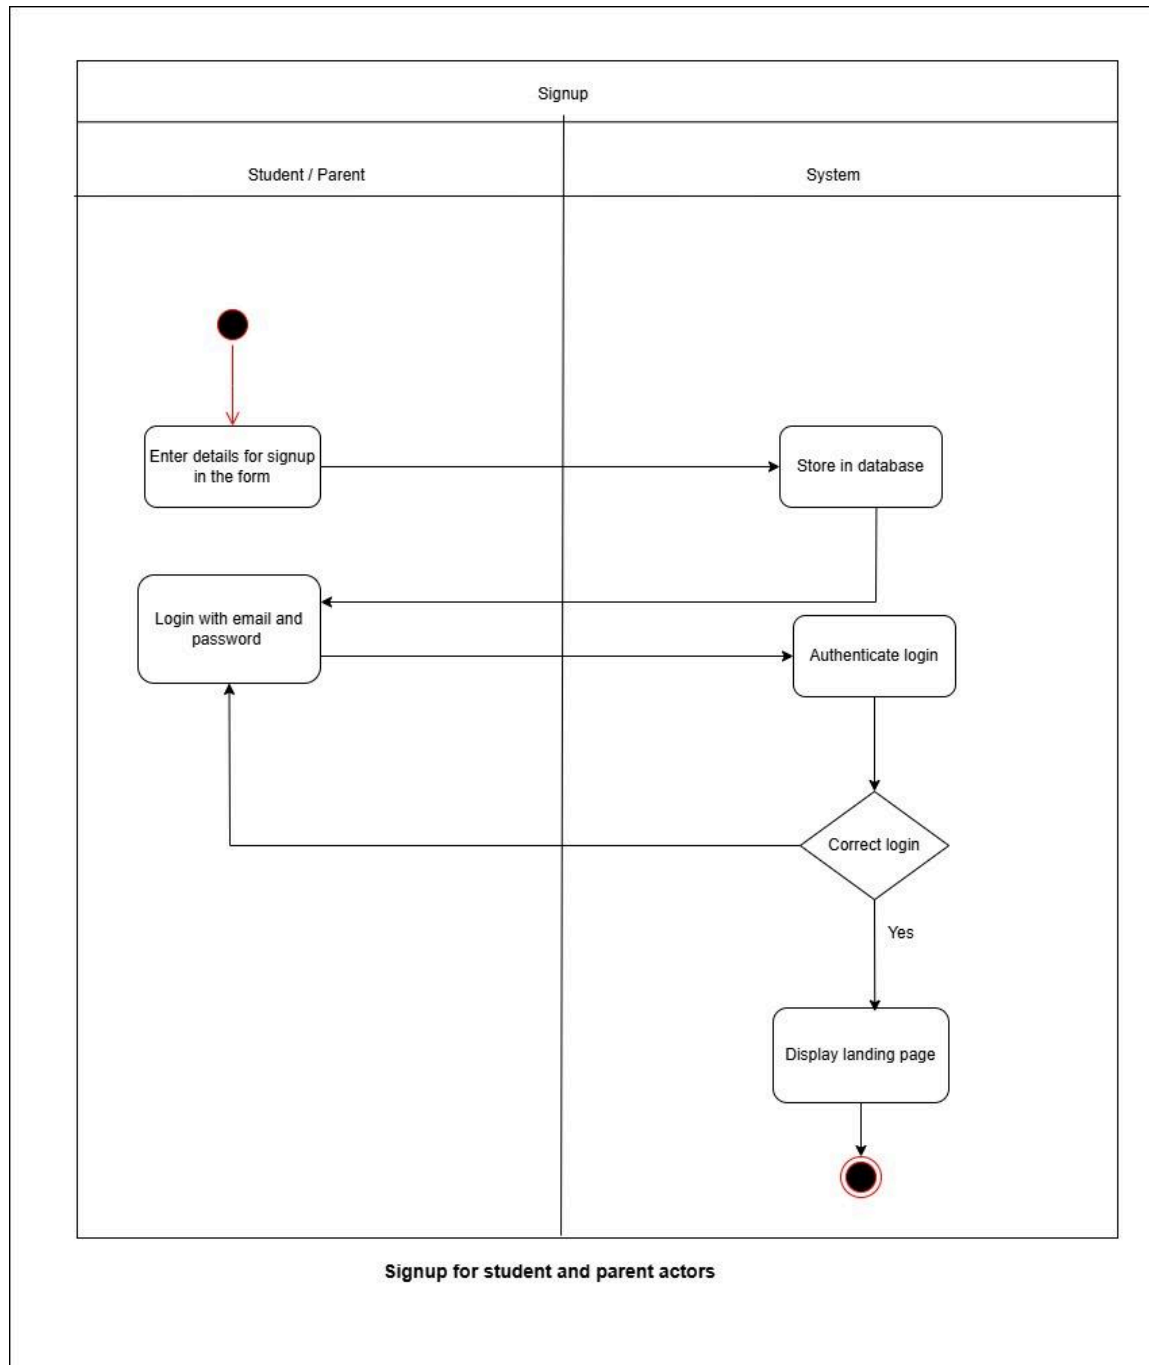 Signup
Student / Parent
System
Enter details for signup
in the form
Store in database
Login with email and
password
Authenticate login
Correct login
Yes
Display landing page
Signup for student and parent actors